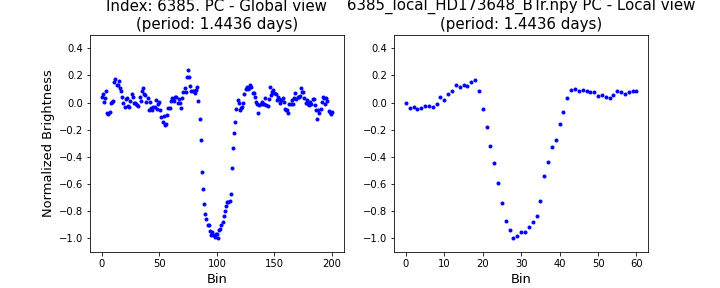 Index: 6385. PC - Global view
(period: 1.4436 days)
6385_local_HD173648_BTr.npy PC - Local view
(period: 1.4436 days)
Normalized Brightness
0.4
0.2
0.0
−0.2
−0.4
−0.6
−0.8
−1.0
0 50 100 150 200
Bin
0.4
0.2
0.0
−0.2
−0.4
−0.6
−0.8
−1.0
0 10 20 30 40 50 60
Bin